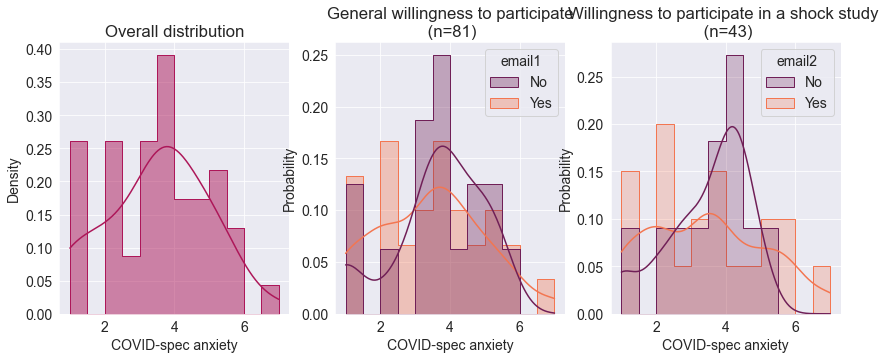 Overall distribution
Density
0.40
0.35
0.30
0.25
0.20
0.15
0.10
0.05
0.00
2 4 6
COVID-spec anxiety
General willingness to participate
(n=81)
Probability
0.25
0.20
0.15
0.10
0.05
0.00
email1
No
Yes
2 4 6
COVID-spec anxiety
Willingness to participate in a shock study
(n=43)
Probability
0.25
0.20
0.15
0.10
0.05
0.00
email2
No
Yes
2 4 6
COVID-spec anxiety